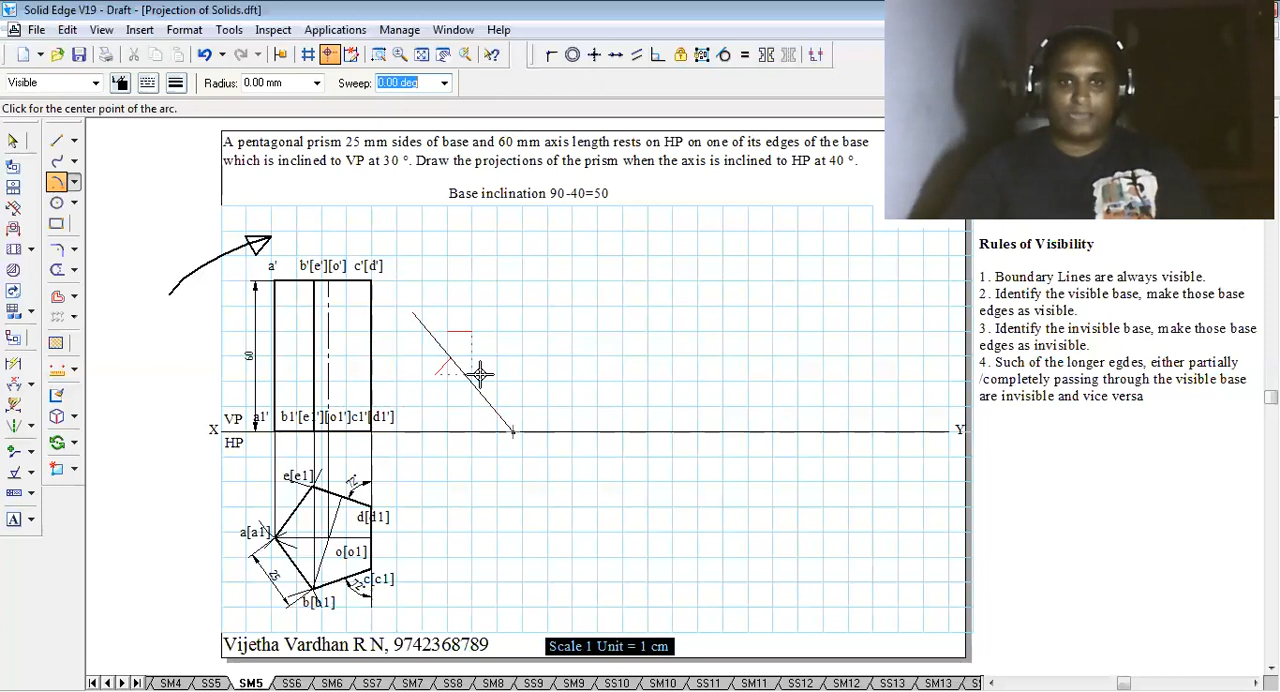 Solid Edge V19 - Draft - [Projection of Solids.dft]
File Edit View Insert Format Tools Inspect Applications Manage Window Help
Visible Radius: 0.00 mm Sweep: 0.00 deg
Click for the center point of the arc.
A pentagonal prism 25 mm sides of base and 60 mm axis length rests on HP on one of its edges of the base
which is inclined to VP at 30 °. Draw the projections of the prism when the axis is inclined to HP at 40 °.
Base inclination 90-40=50
Rules of Visibility
1. Boundary Lines are always visible.
2. Identify the visible base, make those base
edges as visible.
3. Identify the invisible base, make those base
edges as invisible.
4. Such of the longer egdes, either partially
/completely passing through the visible base
are invisible and vice versa
a' b'[e'][o'] c'[d']
60
VP a1' b1'[e1'][o1']c1'[d1']
X Y
HP
e[e1]
72°
d[d1]
a[a1]
o[o1]
25
c[c1]
72°
b[b1]
Vijetha Vardhan R N, 9742368789
Scale 1 Unit = 1 cm
SM4 SS5 SM5 SS6 SM6 SS7 SM7 SS8 SM8 SS9 SM9 SS10 SM10 SS11 SM11 SS12 SM12 SS13 SM13